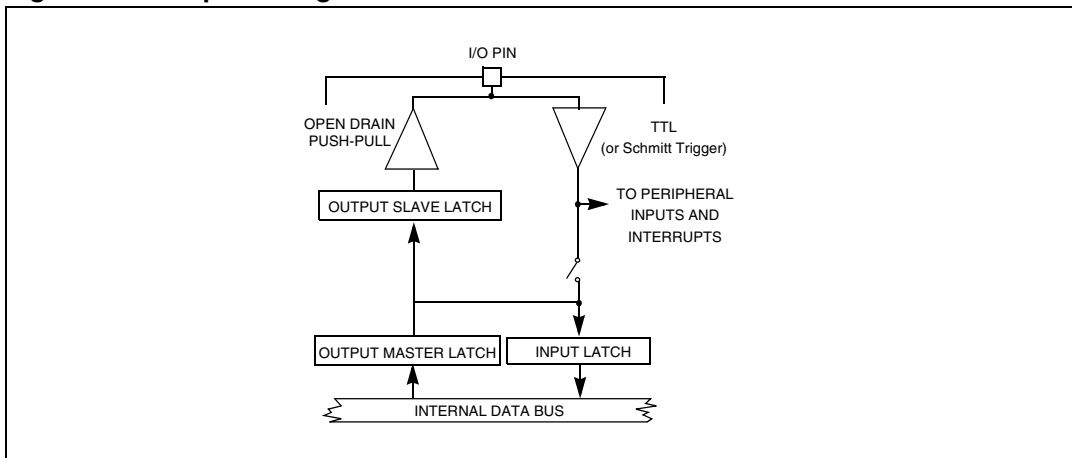 I/O PIN
OPEN DRAIN
PUSH-PULL
TTL
(or Schmitt Trigger)
OUTPUT SLAVE LATCH
TO PERIPHERAL
INPUTS AND
INTERRUPTS
OUTPUT MASTER LATCH
INPUT LATCH
INTERNAL DATA BUS